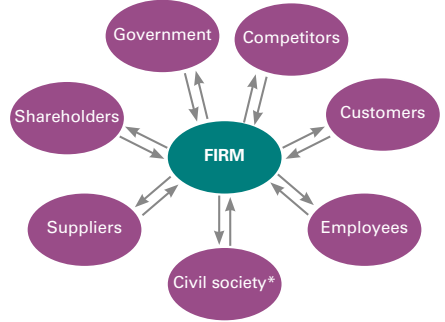 Government
Competitors
Shareholders
Customers
FIRM
Suppliers
Employees
Civil society*